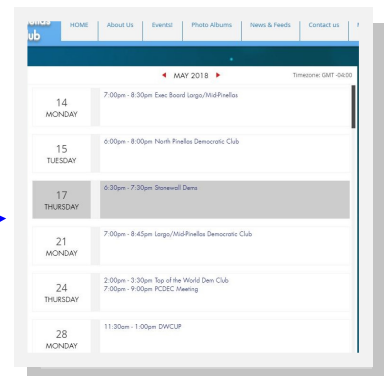 ub
HOME
About Us
Events!
Photo Albums
News & Feeds
Contact us
MAY 2018
Timezone: GMT -04:00
14
MONDAY
7:00pm - 8:30pm Exec Board Largo/Mid-Pinellas
15
TUESDAY
6:00pm - 8:00pm North Pinellas Democratic Club
17
THURSDAY
6:30pm - 7:30pm Stonewall Dems
21
MONDAY
7:00pm - 8:45pm Largo/Mid-Pinellas Democratic Club
24
THURSDAY
2:00pm - 3:30pm Top of the World Dem Club
7:00pm - 9:00pm PCDEC Meeting
28
MONDAY
11:30am - 1:00pm DWCUP